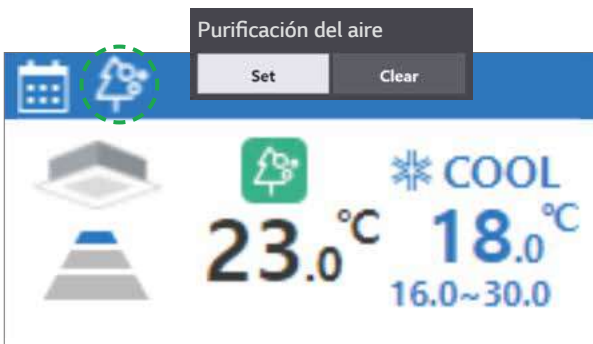 Purificación del aire
Set Clear
COOL
23.0°C 18.0°C
16.0~30.0